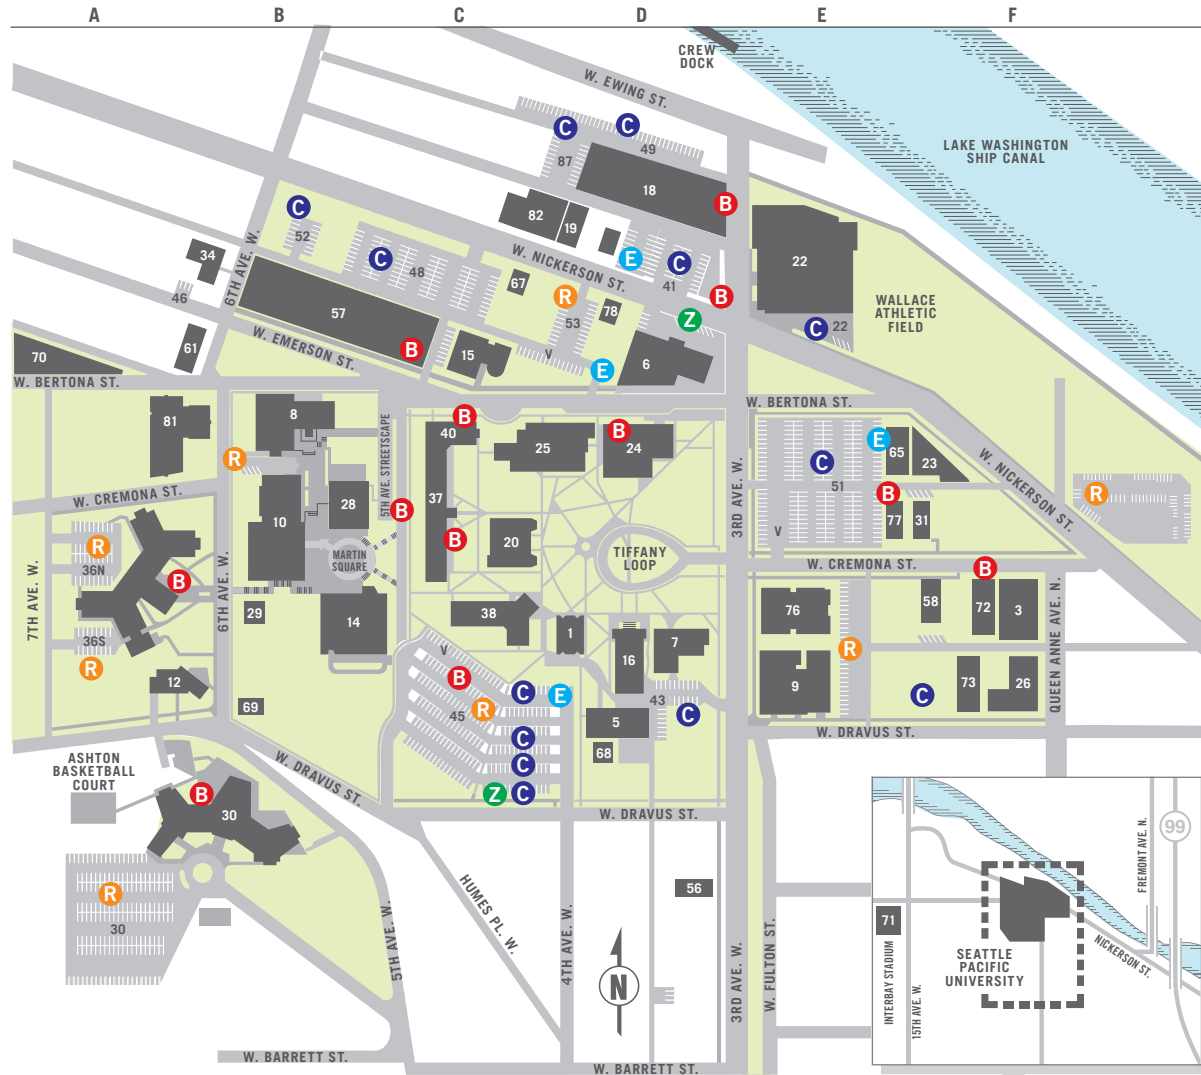 A B C D E F
CREW
DOCK
W. EWING ST.
LAKE WASHINGTON
SHIP CANAL
C
C
49
87
18
B
C
52
82
19
W. NICKERSON ST.
34
6TH AVE. W.
C
48
E
C
41
22
46
67
R
B
WALLACE
ATHLETIC
FIELD
57
53
78
Z
C
22
61
W. EMERSON ST.
B
15
V
E
6
70
W. BERTONA ST.
W. BERTONA ST.
81
8
5TH AVE. STREETSCAPE
B
40
25
B
24
E
65
23
W. NICKERSON ST.
R
C
3RD AVE. W.
51
B
R
W. CREMONA ST.
10
28
B
37
77
31
V
B
20
TIFFANY
LOOP
7TH AVE. W.
R
36N
B
6TH AVE. W.
MARTIN
SQUARE
W. CREMONA ST.
B
29
14
38
1
76
58
72
3
QUEEN ANNE AVE. N.
36S
R
16
7
V
R
12
B
C
E
9
73
26
69
45
R
43
C
C
5
W. DRAVUS ST.
C
68
ASHTON
BASKETBALL
COURT
W. DRAVUS ST.
C
Z
C
B
30
W. DRAVUS ST.
R
30
HUMES PL. W.
56
5TH AVE. W.
4TH AVE. W.
N
3RD AVE. W.
W. FULTON ST.
99
FREMONT AVE. N.
71
INTERBAY STADIUM
15TH AVE. W.
SEATTLE
PACIFIC
UNIVERSITY
NICKERSON ST.
W. BARRETT ST.
W. BARRETT ST.